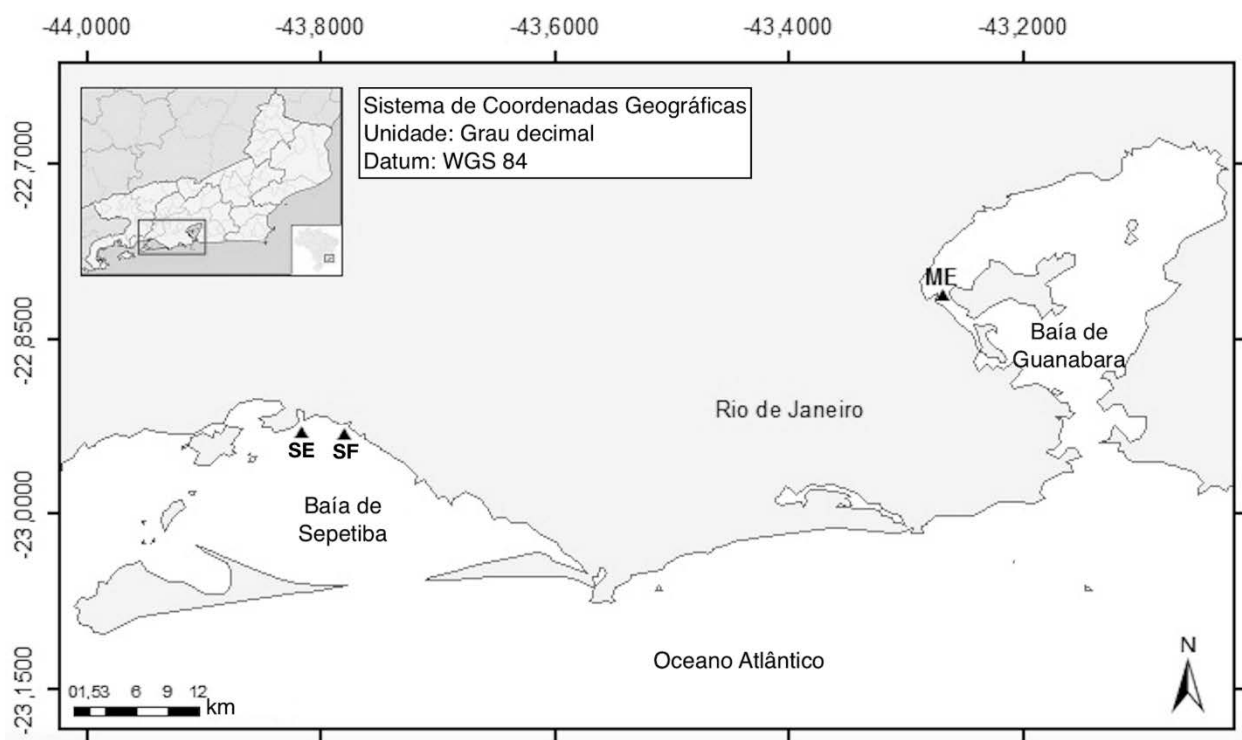 -44,0000 -43,8000 -43,6000 -43,4000 -43,2000
Sistema de Coordenadas Geográficas
Unidade: Grau decimal
Datum: WGS 84
-22,7000
ME
-22,8500
Baía de
Guanabara
Rio de Janeiro
SE SF
Baía de
Sepetiba
-23,0000
Oceano Atlântico
N
-23,1500
01,53 6 9 12
km